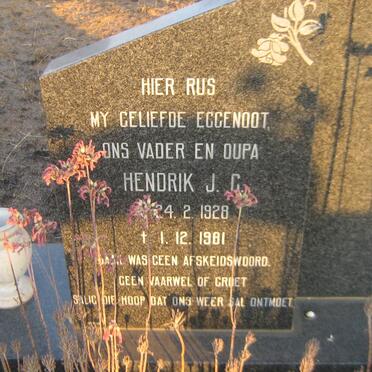 HIER RUS
MY GELIEFDE EGGENOOT,
ONS VADER EN OUPA
HENDRIK J. C.
24. 2. 1928
† 1. 12. 1981
DAAR WAS GEEN AFSKEIDSWOORD,
GEEN VAARWEL OF GROET
SALIG DIE HOOP DAT ONS WEER SAL ONTMOET